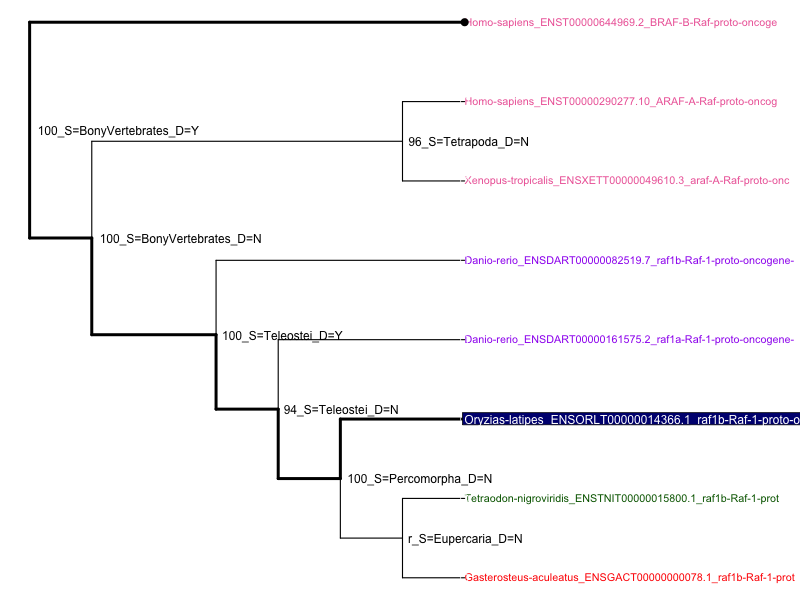 Homo-sapiens_ENST00000644969.2_BRAF-B-Raf-proto-oncoge
Homo-sapiens_ENST00000290277.10_ARAF-A-Raf-proto-oncog
100_S=BonyVertebrates_D=Y
96_S=Tetrapoda_D=N
Xenopus-tropicalis_ENSXETT00000049610.3_araf-A-Raf-proto-onc
100_S=BonyVertebrates_D=N
Danio-rerio_ENSDART00000082519.7_raf1b-Raf-1-proto-oncogene-
100_S=Teleostei_D=Y
Danio-rerio_ENSDART00000161575.2_raf1a-Raf-1-proto-oncogene-
94_S=Teleostei_D=N
Oryzias-latipes_ENSORLT00000014366.1_raf1b-Raf-1-proto-o
100_S=Percomorpha_D=N
Tetraodon-nigroviridis_ENSTNIT00000015800.1_raf1b-Raf-1-prot
r_S=Eupercaria_D=N
Gasterosteus-aculeatus_ENSGACT00000000078.1_raf1b-Raf-1-prot